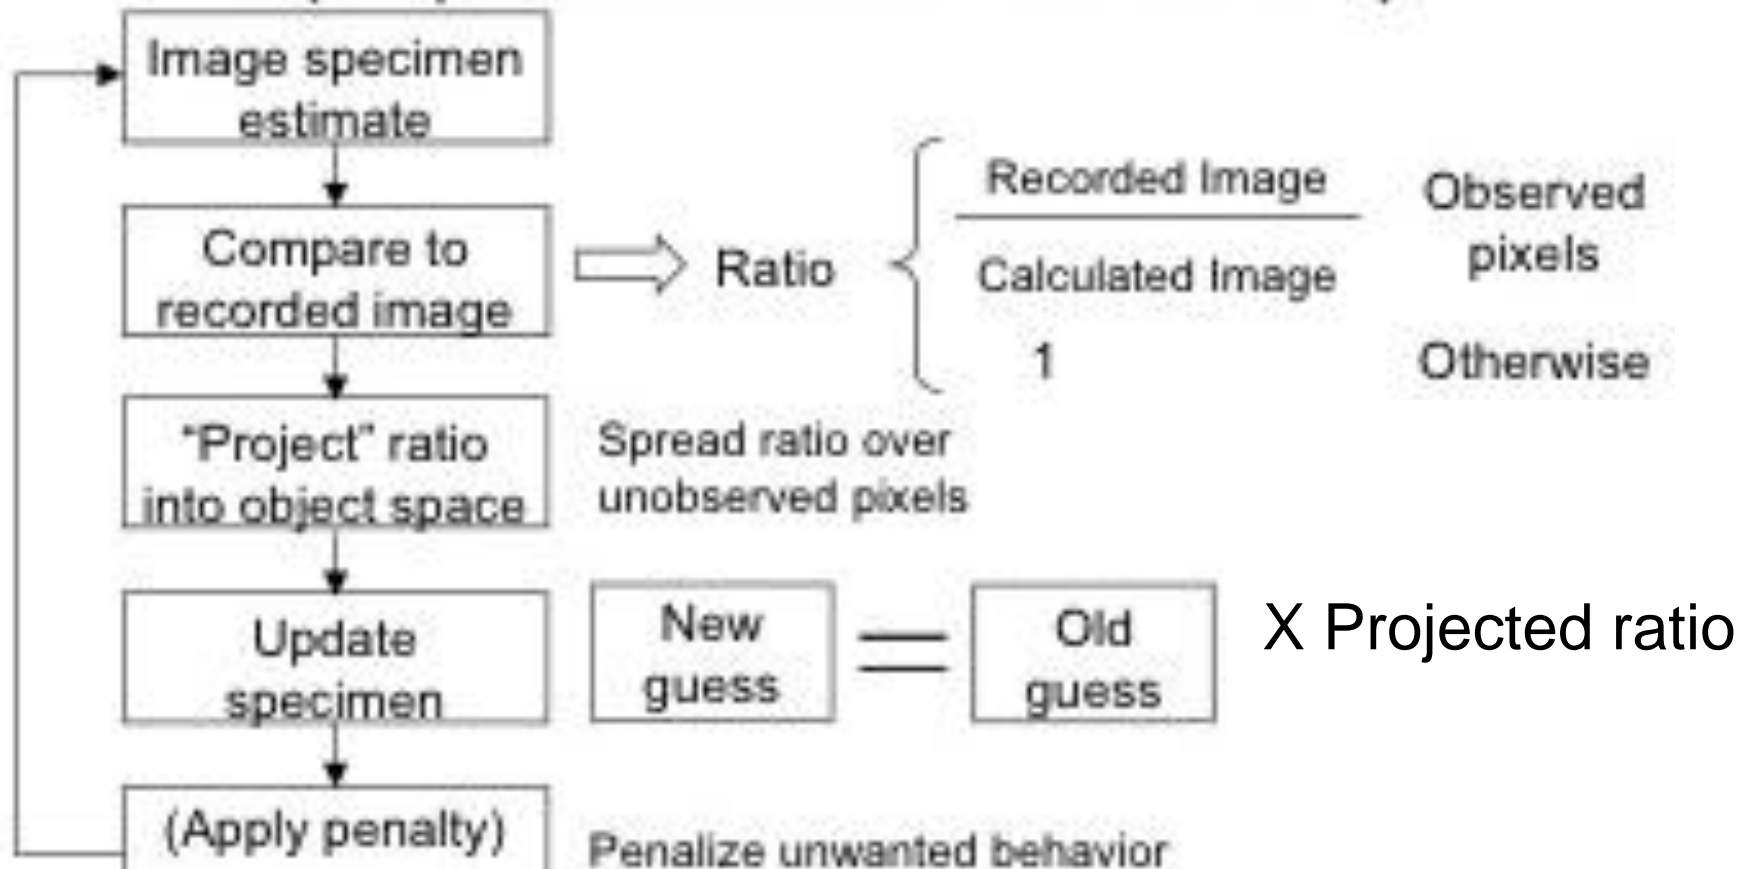 Image specimen
estimate
Compare to
recorded image
Ratio
Recorded Image
Calculated Image
1
Observed
pixels
Otherwise
"Project" ratio
into object space
Spread ratio over
unobserved pixels
Update
specimen
New
guess
=
Old
guess
X Projected ratio
(Apply penalty)
Penalize unwanted behavior